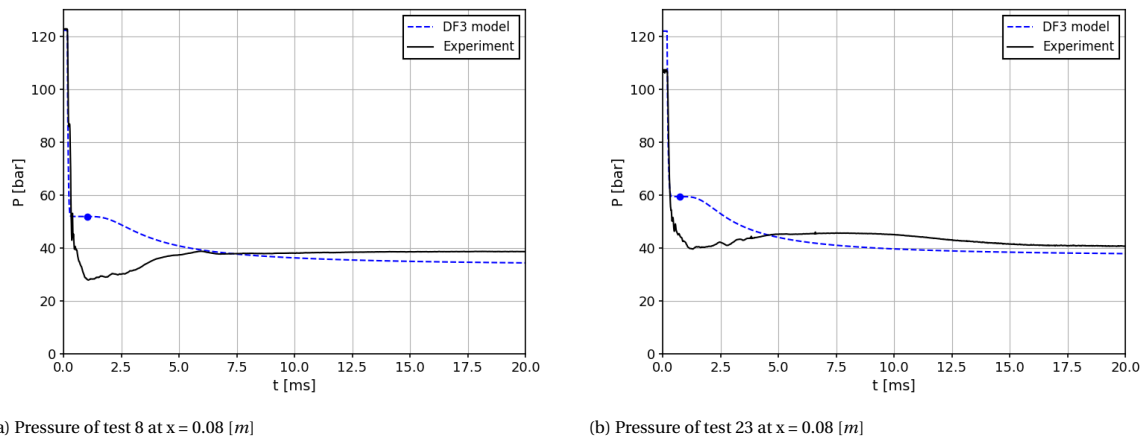 120
100
80
60
40
20
0
P [bar]
DF3 model
Experiment
0.0 2.5 5.0 7.5 10.0 12.5 15.0 17.5 20.0
t [ms]
a) Pressure of test 8 at x = 0.08 [m]
120
100
80
60
40
20
0
P [bar]
DF3 model
Experiment
0.0 2.5 5.0 7.5 10.0 12.5 15.0 17.5 20.0
t [ms]
(b) Pressure of test 23 at x = 0.08 [m]